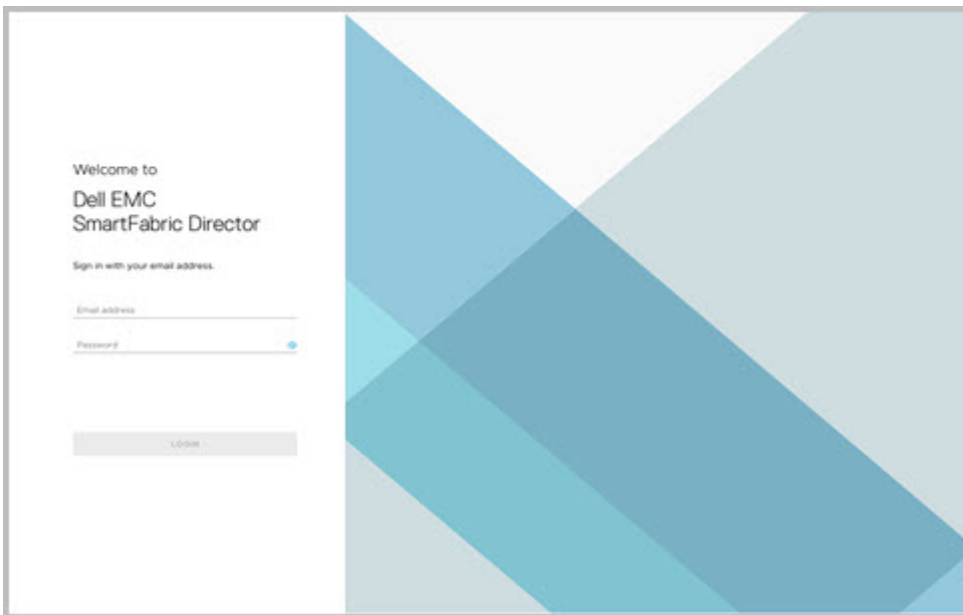 Welcome to
Dell EMC
SmartFabric Director
Sign in with your email address.
Email address
Password
LOGIN